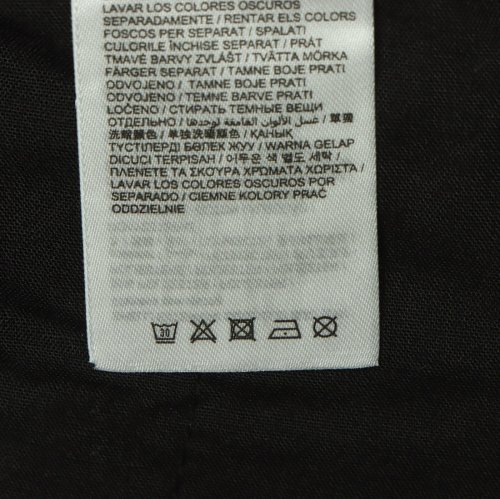 LAVAR LOS COLORES OSCUROS
SEPARADAMENTE / RENTAR ELS COLORS
FOSCOS PER SEPARAT / SPALATI
CULORILE ÎNCHISE SEPARAT / PRÁT
TMAVÉ BARVY ZVLÁŠŤ / TVÄTTA MÖRKA
FÄRGER SEPARAT / TAMNE BOJE PRATI
ODVOJENO / TAMNE BOJE PRATI
ODVOJENO / TEMNE BARVE PRATI
LOČENO / СТИРАТЬ ТЕМНЫЕ ВЕЩИ
ОТДЕЛЬНО / غسل الألوان الغامقة لوحدها / 單獨
洗暗顏色 / 单独洗暗颜色 / ҚАНЫҚ
ТҮСТІЛЕРДІ БӨЛЕК ЖУУ / WARNA GELAP
DICUCI TERPISAH / 어두운 색 별도 세탁 /
ΠΛΕΝΕΤΕ ΤΑ ΣΚΟΥΡΑ ΧΡΩΜΑΤΑ ΧΩΡΙΣΤΑ /
LAVAR LOS COLORES OSCUROS POR
SEPARADO / CIEMNE KOLORY PRAĆ
ODDZIELNIE
30